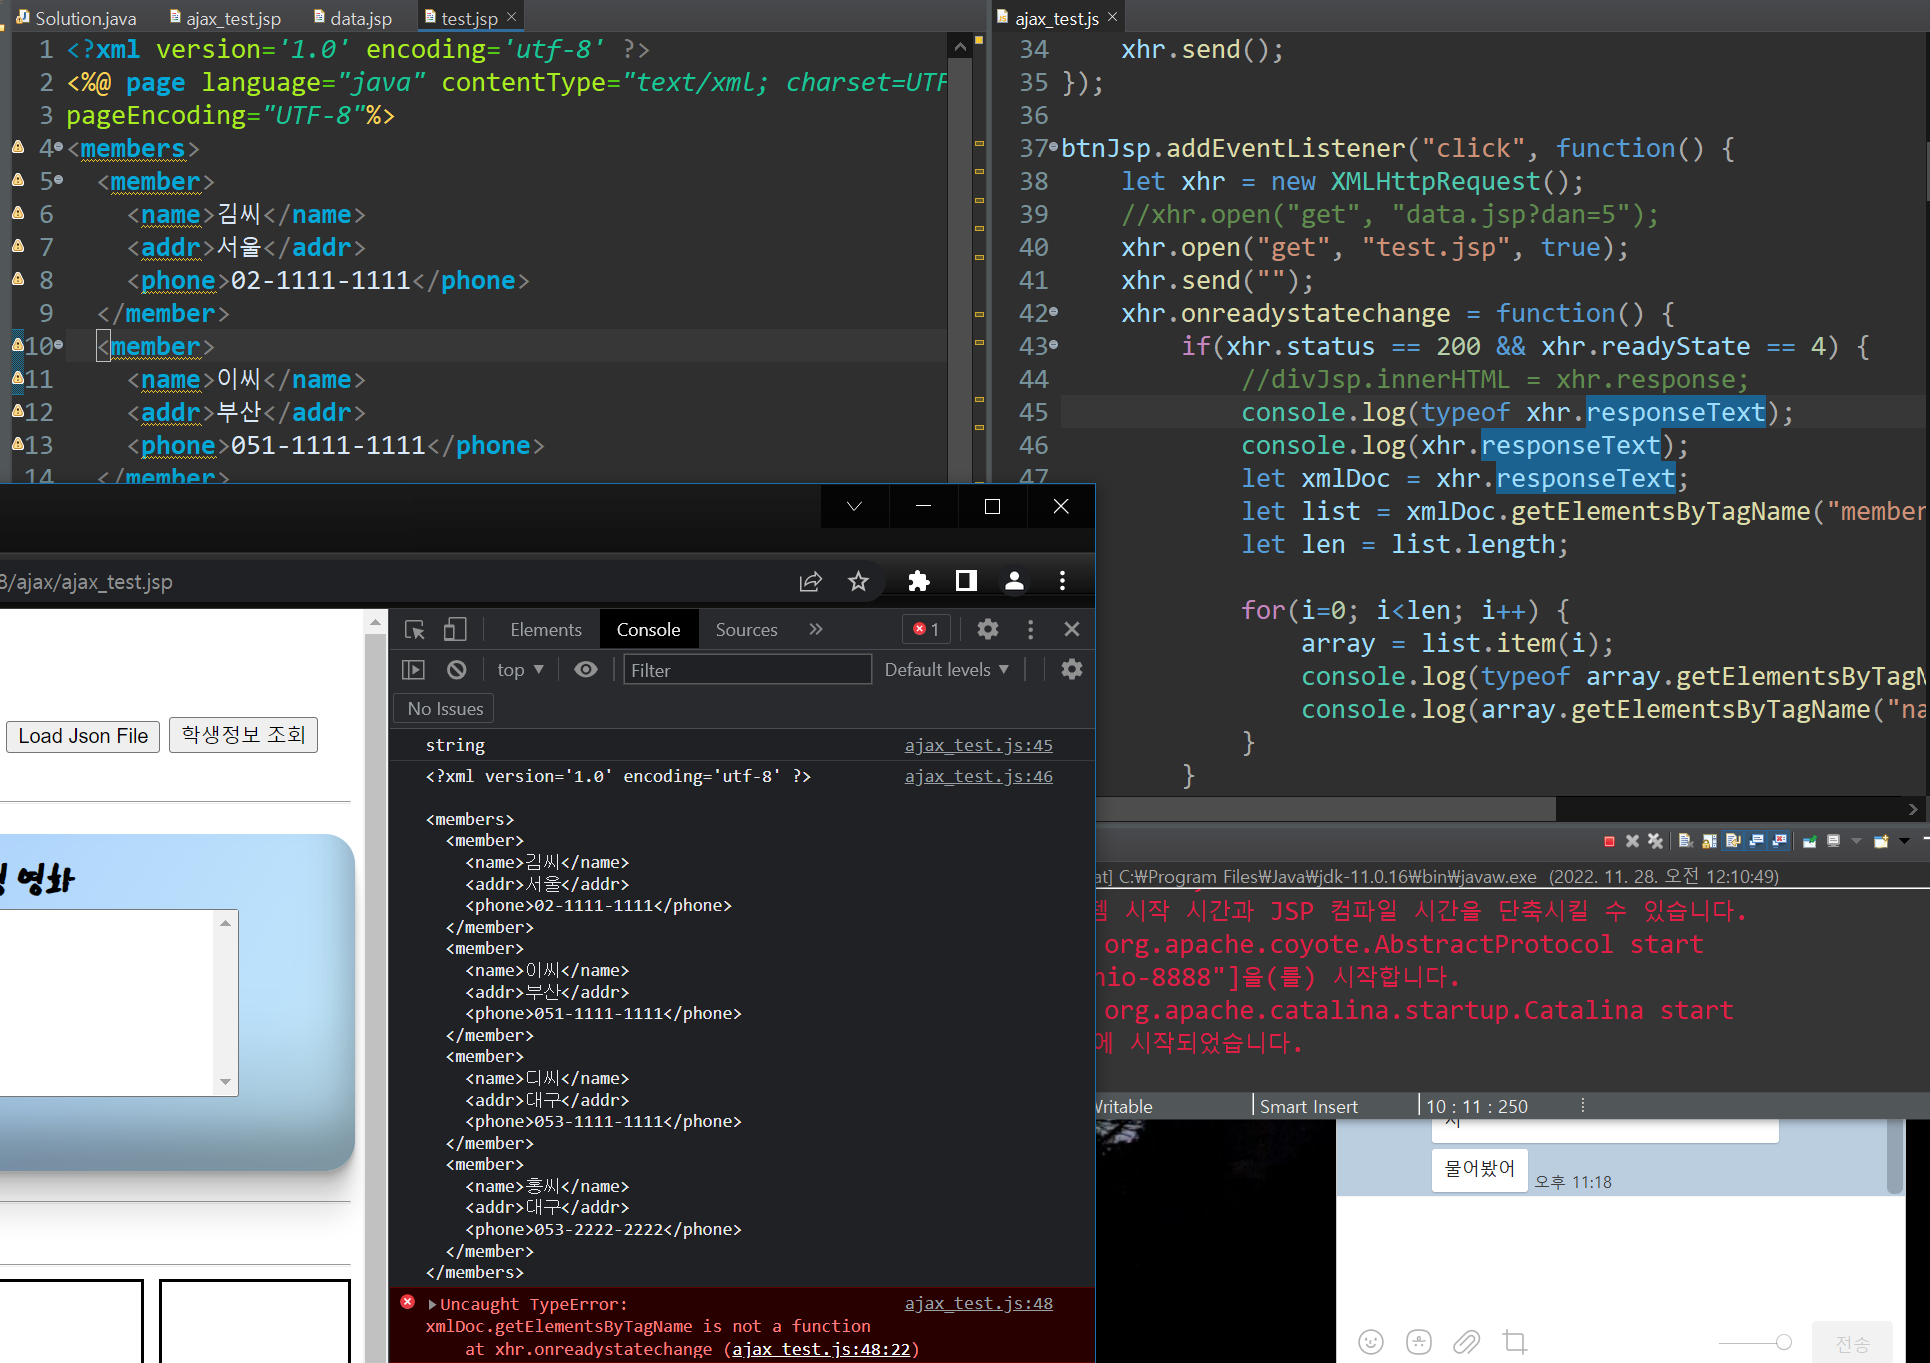 Solution.java
ajax_test.jsp
data.jsp
test.jsp
1 <?xml version='1.0' encoding='utf-8' ?>
2 <%@ page language="java" contentType="text/xml; charset=UTF
3 pageEncoding="UTF-8"%>
4 <members>
5 <member>
6 <name>김씨</name>
7 <addr>서울</addr>
8 <phone>02-1111-1111</phone>
9 </member>
10 <member>
11 <name>이씨</name>
12 <addr>부산</addr>
13 <phone>051-1111-1111</phone>
14 </member>
ajax_test.js
34 xhr.send();
35 });
36
37 btnJsp.addEventListener("click", function() {
38 let xhr = new XMLHttpRequest();
39 //xhr.open("get", "data.jsp?dan=5");
40 xhr.open("get", "test.jsp", true);
41 xhr.send("");
42 xhr.onreadystatechange = function() {
43 if(xhr.status == 200 && xhr.readyState == 4) {
44 //divJsp.innerHTML = xhr.response;
45 console.log(typeof xhr.responseText);
46 console.log(xhr.responseText);
47 let xmlDoc = xhr.responseText;
let list = xmlDoc.getElementsByTagName("member
let len = list.length;
for(i=0; i<len; i++) {
array = list.item(i);
console.log(typeof array.getElementsByTagN
console.log(array.getElementsByTagName("na
}
}
8/ajax/ajax_test.jsp
Elements
Console
Sources
1
top
Filter
Default levels
No Issues
Load Json File
학생정보 조회
영화
string ajax_test.js:45
<?xml version='1.0' encoding='utf-8' ?> ajax_test.js:46
<members>
<member>
<name>김씨</name>
<addr>서울</addr>
<phone>02-1111-1111</phone>
</member>
<member>
<name>이씨</name>
<addr>부산</addr>
<phone>051-1111-1111</phone>
</member>
<member>
<name>디씨</name>
<addr>대구</addr>
<phone>053-1111-1111</phone>
</member>
<member>
<name>홍씨</name>
<addr>대구</addr>
<phone>053-2222-2222</phone>
</member>
</members>
Uncaught TypeError: ajax_test.js:48
xmlDoc.getElementsByTagName is not a function
at xhr.onreadystatechange (ajax_test.js:48:22)
at] C:₩Program Files₩Java₩jdk-11.0.16₩bin₩javaw.exe (2022. 11. 28. 오전 12:10:49)
시작 시간과 JSP 컴파일 시간을 단축시킬 수 있습니다.
org.apache.coyote.AbstractProtocol start
nio-8888"]을(를) 시작합니다.
org.apache.catalina.startup.Catalina start
에 시작되었습니다.
Writable
Smart Insert
10 : 11 : 250
물어봤어
오후 11:18
전송